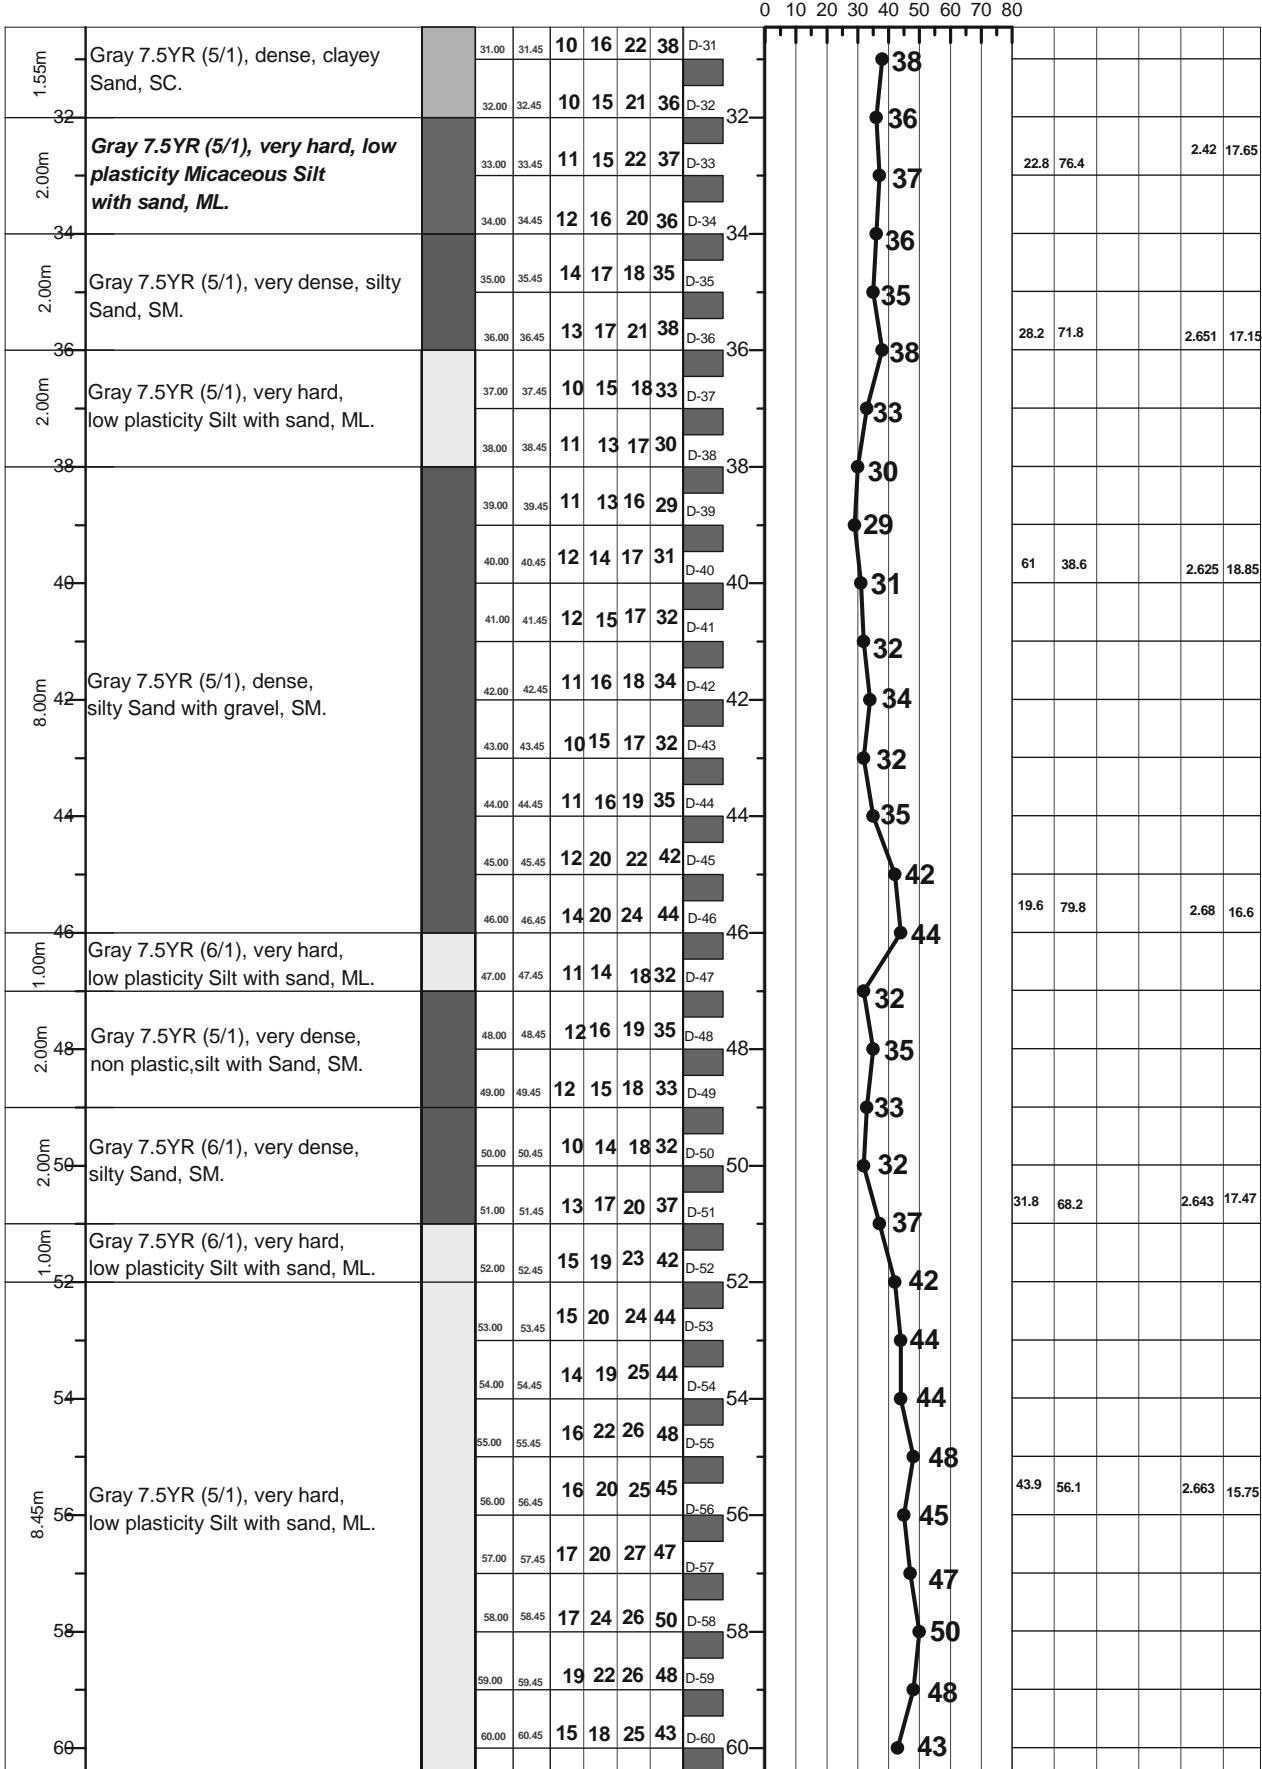 0 10 20 30 40 50 60 70 80
1.55m
Gray 7.5YR (5/1), dense, clayey
Sand, SC.
31.00 31.45 10 16 22 38 D-31
38
32.00 32.45 10 15 21 36 D-32
32 32
36
2.00m
Gray 7.5YR (5/1), very hard, low
plasticity Micaceous Silt
with sand, ML.
33.00 33.45 11 15 22 37 D-33
37
22.8 76.4 2.42 17.65
34.00 34.45 12 16 20 36 D-34
34 34
36
2.00m
Gray 7.5YR (5/1), very dense, silty
Sand, SM.
35.00 35.45 14 17 18 35 D-35
35
36.00 36.45 13 17 21 38 D-36
28.2 71.8 2.651 17.15
36 36
38
2.00m
Gray 7.5YR (5/1), very hard,
low plasticity Silt with sand, ML.
37.00 37.45 10 15 18 33 D-37
33
38.00 38.45 11 13 17 30 D-38
38 38
30
8.00m
Gray 7.5YR (5/1), dense,
silty Sand with gravel, SM.
39.00 39.45 11 13 16 29 D-39
29
40.00 40.45 12 14 17 31 D-40
61 38.6 2.625 18.85
40 40
31
41.00 41.45 12 15 17 32 D-41
32
42.00 42.45 11 16 18 34 D-42
42 42
34
43.00 43.45 10 15 17 32 D-43
32
44.00 44.45 11 16 19 35 D-44
44 44
35
45.00 45.45 12 20 22 42 D-45
42
46.00 46.45 14 20 24 44 D-46
19.6 79.8 2.68 16.6
46 46
44
1.00m
Gray 7.5YR (6/1), very hard,
low plasticity Silt with sand, ML.
47.00 47.45 11 14 18 32 D-47
32
2.00m
Gray 7.5YR (5/1), very dense,
non plastic,silt with Sand, SM.
48.00 48.45 12 16 19 35 D-48
48 48
35
49.00 49.45 12 15 18 33 D-49
33
2.00m
Gray 7.5YR (6/1), very dense,
silty Sand, SM.
50.00 50.45 10 14 18 32 D-50
50 50
32
51.00 51.45 13 17 20 37 D-51
31.8 68.2 2.643 17.47
37
1.00m
Gray 7.5YR (6/1), very hard,
low plasticity Silt with sand, ML.
52.00 52.45 15 19 23 42 D-52
52 52
42
8.45m
Gray 7.5YR (5/1), very hard,
low plasticity Silt with sand, ML.
53.00 53.45 15 20 24 44 D-53
44
54.00 54.45 14 19 25 44 D-54
54 54
44
55.00 55.45 16 22 26 48 D-55
48
56.00 56.45 16 20 25 45 D-56
43.9 56.1 2.663 15.75
56 56
45
57.00 57.45 17 20 27 47 D-57
47
58.00 58.45 17 24 26 50 D-58
58 58
50
59.00 59.45 19 22 26 48 D-59
48
60.00 60.45 15 18 25 43 D-60
60 60
43